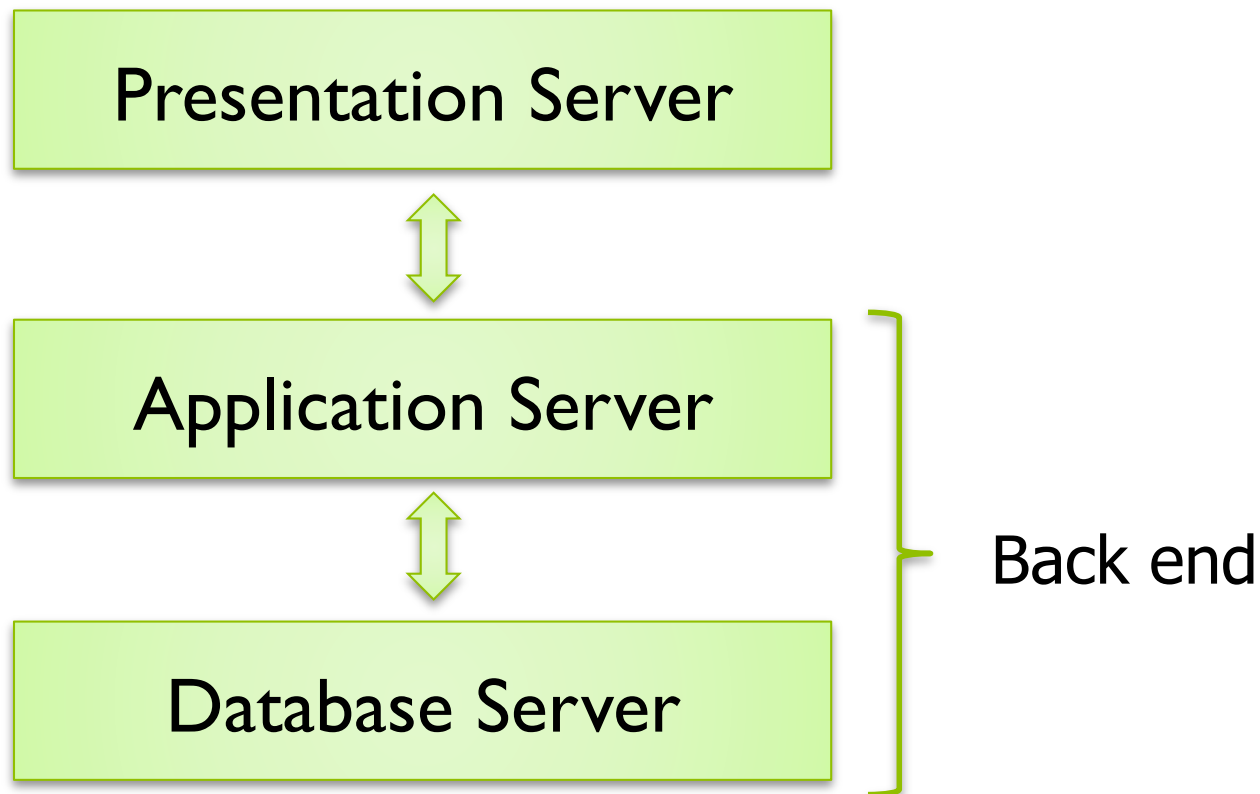 Presentation Server
Application Server
Back end
Database Server